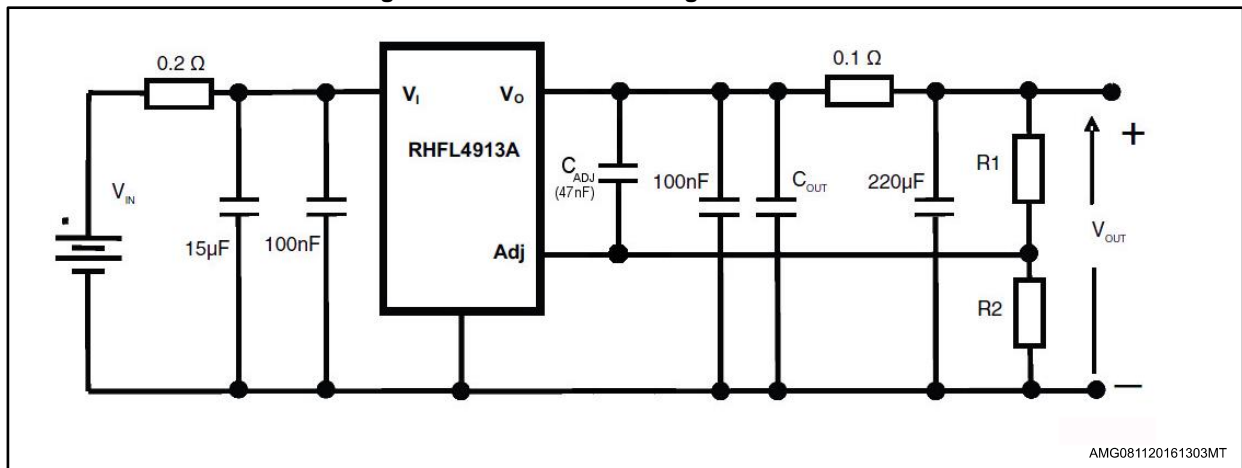 0.2 Ω
0.1 Ω
V_I
V_O
RHFL4913A
Adj
V_IN
15µF
100nF
C_ADJ
(47nF)
100nF
C_OUT
220µF
R1
R2
+
V_OUT
—
AMG081120161303MT